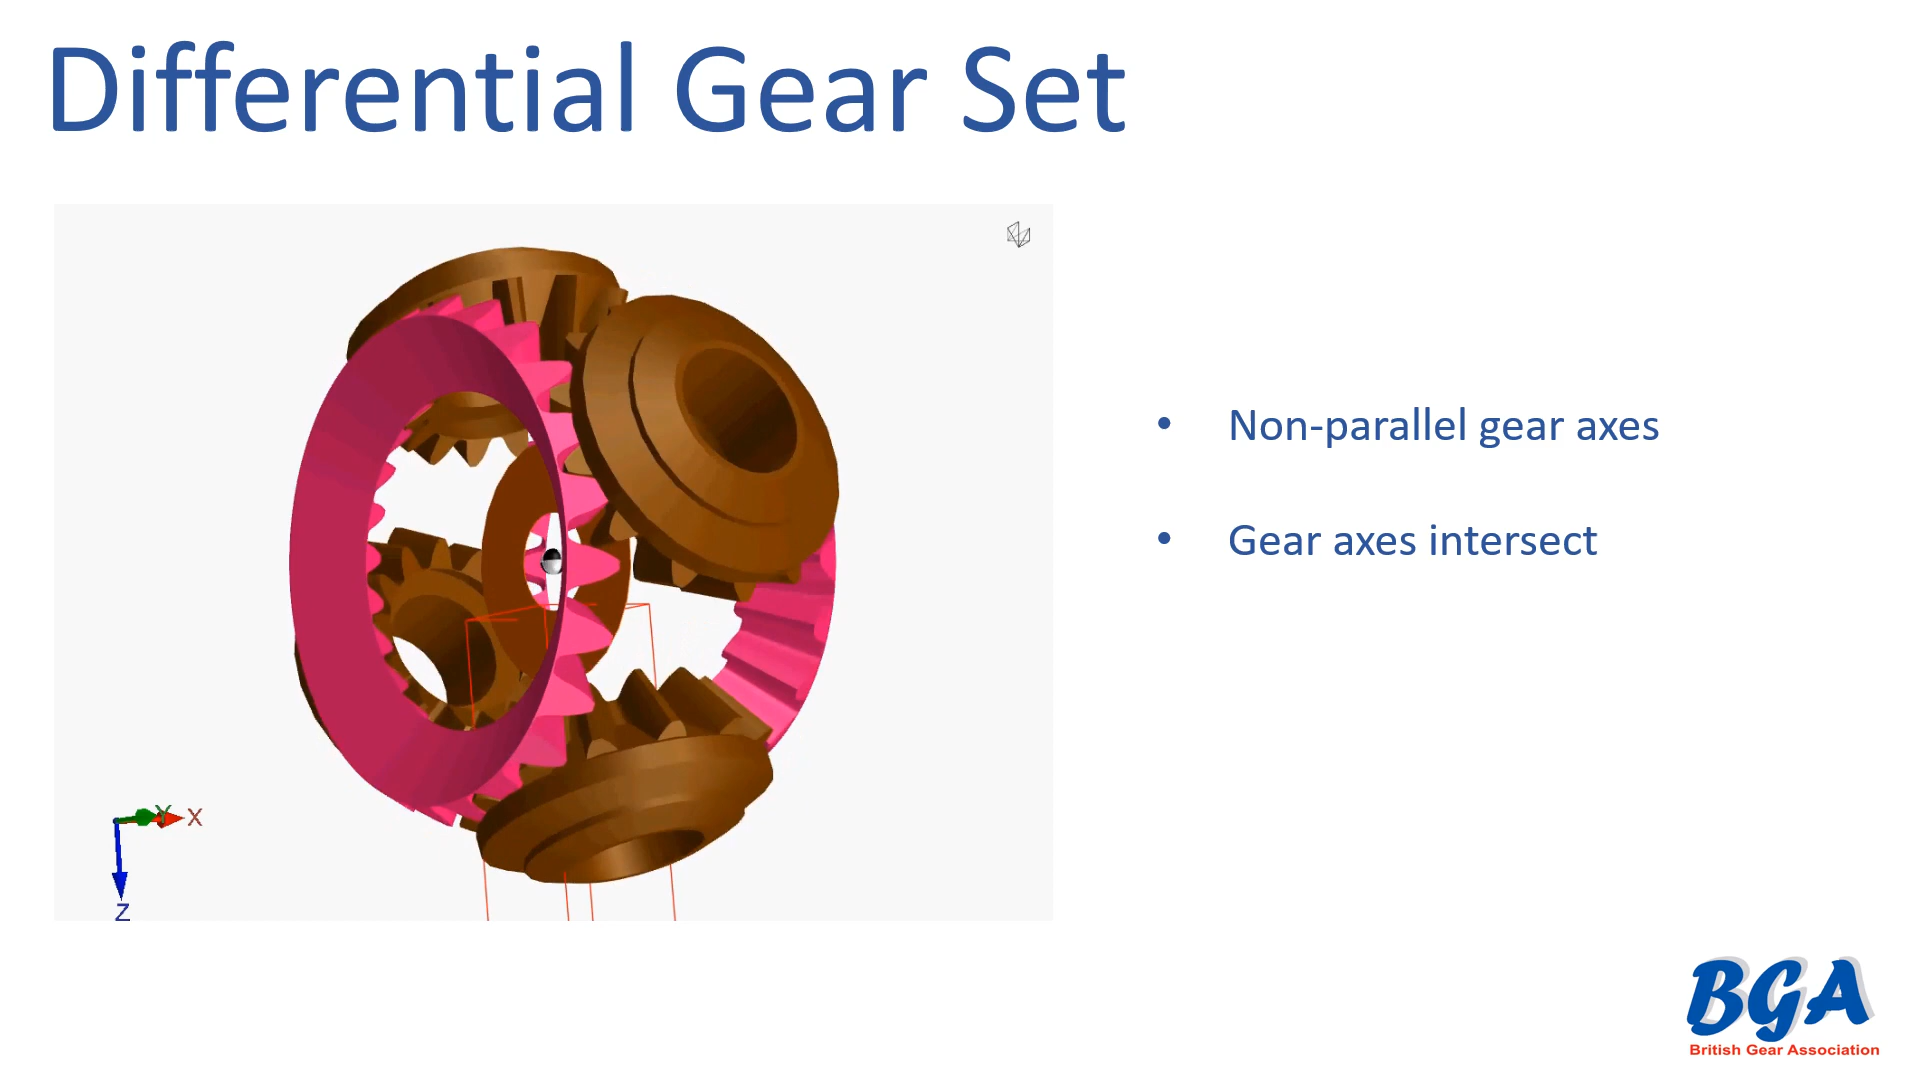 Differential Gear Set
• Non-parallel gear axes
• Gear axes intersect
Y X
Z
BGA
British Gear Association